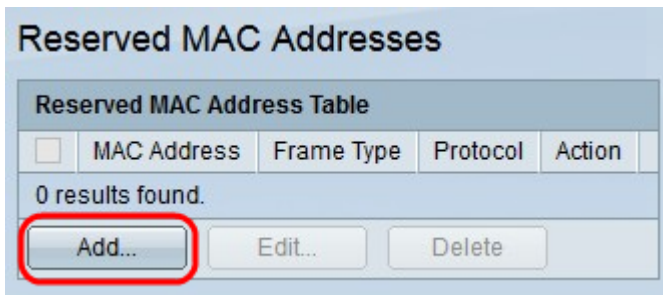 Reserved MAC Addresses
Reserved MAC Address Table
MAC Address Frame Type Protocol Action
0 results found.
Add... Edit... Delete